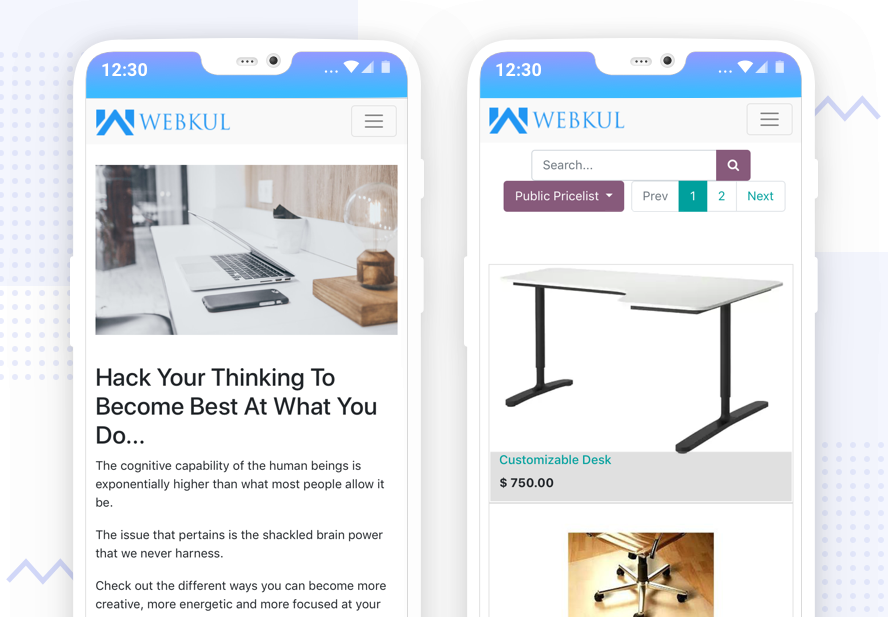 12:30
WEBKUL
Hack Your Thinking To
Become Best At What You
Do...
The cognitive capability of the human beings is
exponentially higher than what most people allow it
be.
The issue that pertains is the shackled brain power
that we never harness.
Check out the different ways you can become more
creative, more energetic and more focused at your
12:30
WEBKUL
Search...
Public Pricelist Prev 1 2 Next
Customizable Desk
$ 750.00